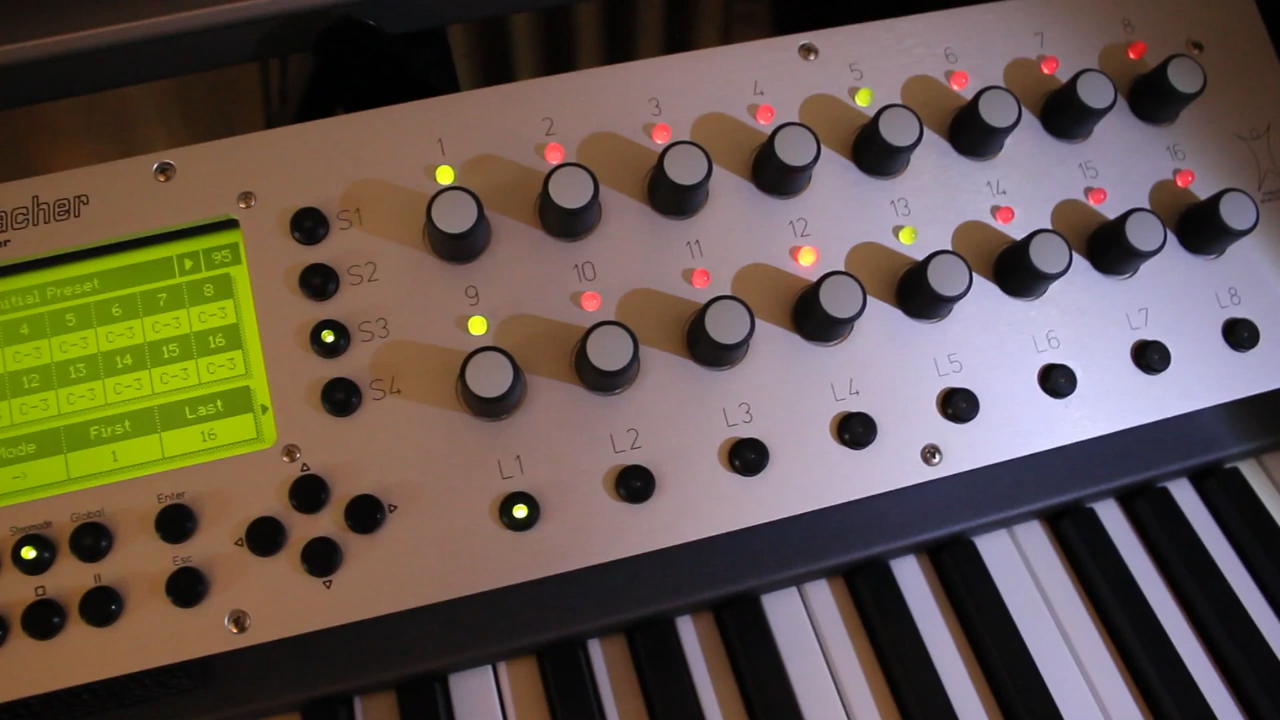 acher
er
nitial Preset 95
4 5 6 7 8
C-3 C-3 C-3 C-3 C-3
12 13 14 15 16
C-3 C-3 C-3 C-3 C-3
Mode First Last
-> 1 16
S1
S2
S3
S4
1 2 3 4 5 6 7 8
9 10 11 12 13 14 15 16
L1 L2 L3 L4 L5 L6 L7 L8
Stepmode Global Enter
Esc